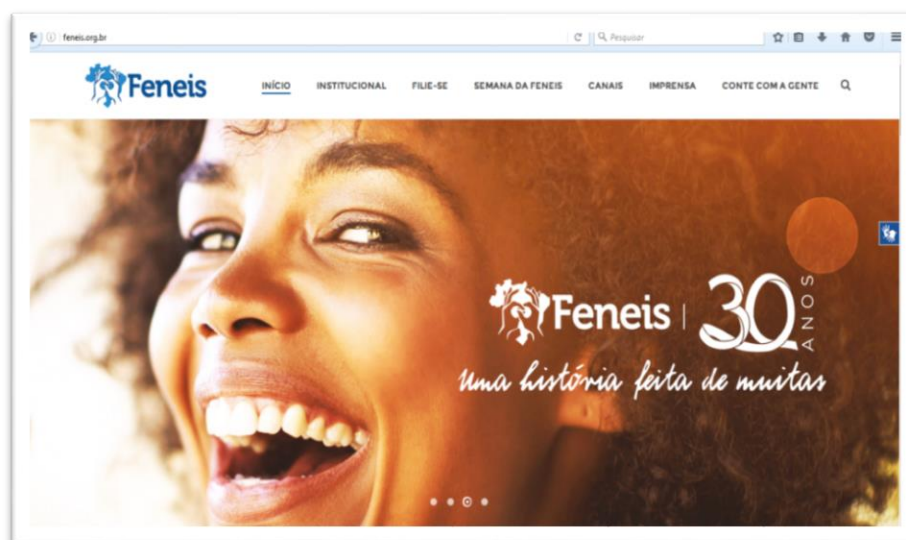 feneis.org.br
Pesquisar
Feneis
INÍCIO INSTITUCIONAL FILIE-SE SEMANA DA FENEIS CANAIS IMPRENSA CONTE COM A GENTE
Feneis | 30 ANOS
Uma história feita de muitas